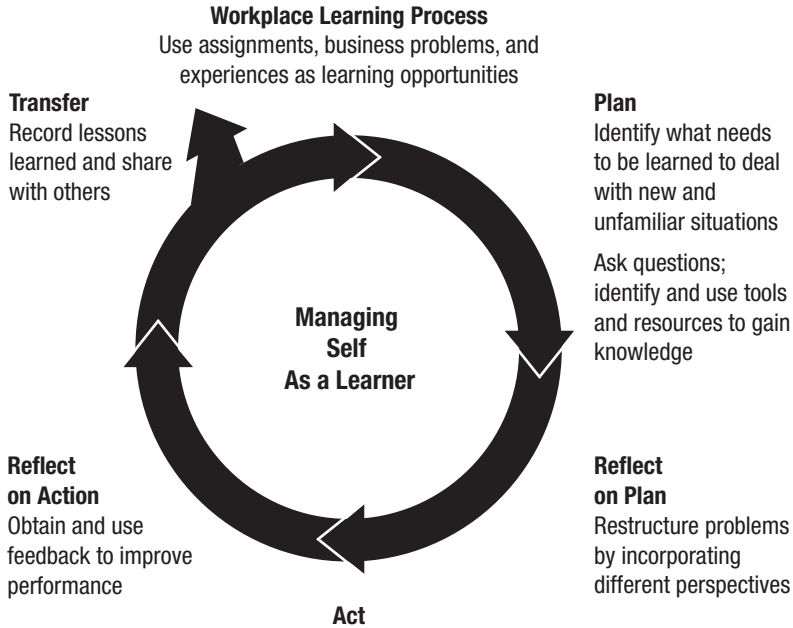 Workplace Learning Process
Use assignments, business problems, and
experiences as learning opportunities
Transfer
Record lessons
learned and share
with others
Plan
Identify what needs
to be learned to deal
with new and
unfamiliar situations
Ask questions;
identify and use tools
and resources to gain
knowledge
Managing
Self
As a Learner
Reflect
on Action
Obtain and use
feedback to improve
performance
Reflect
on Plan
Restructure problems
by incorporating
different perspectives
Act